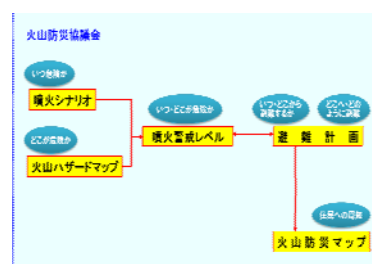 火山防災協議会
いつ危険か
噴火シナリオ
どこが危険か
火山ハザードマップ
いつ・どこが危険か
噴火警戒レベル
いつ・どこから
避難するか
どこへ・どの
ように避難
避難計画
住民への周知
火山防災マップ